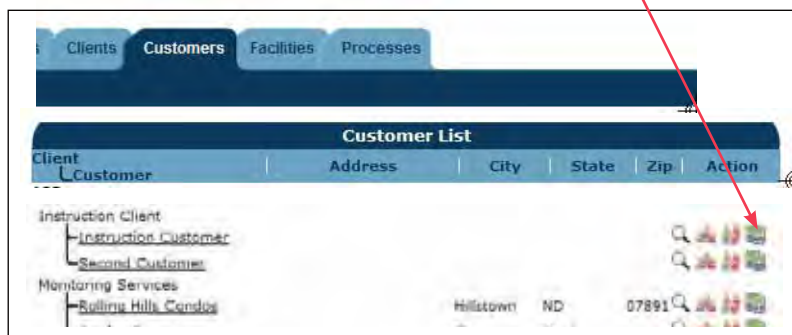 Clients Customers Facilities Processes
Customer List
Client Address City State Zip Action
Customer
Instruction Client
Instruction Customer
Second Customer
Monitoring Services
Rolling Hills Condos Hillstown ND 07891